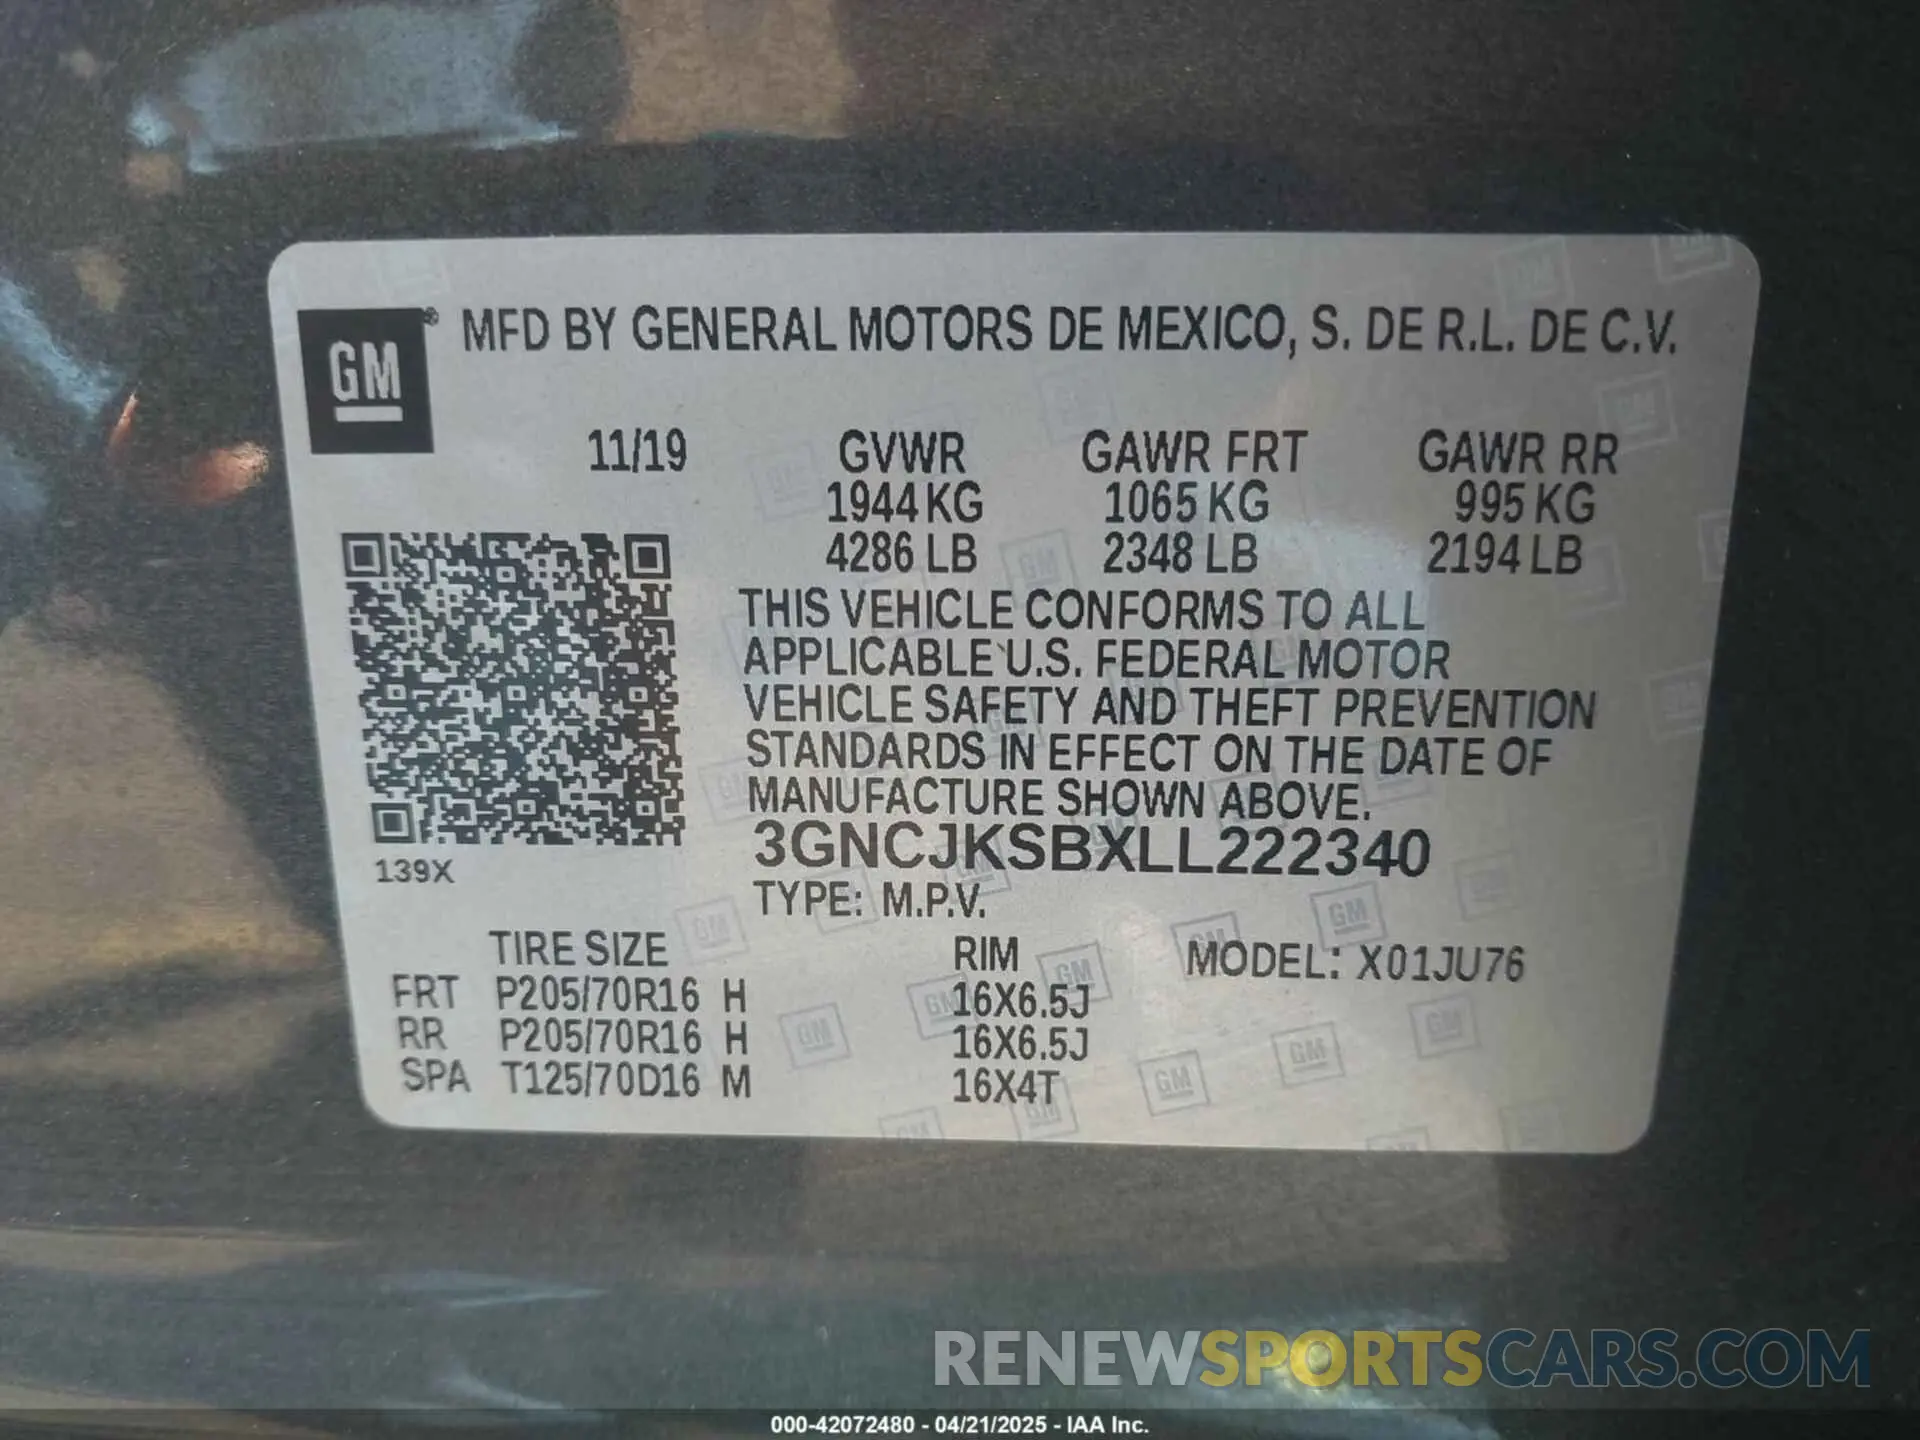 GM® MFD BY GENERAL MOTORS DE MEXICO, S. DE R.L. DE C.V.
11/19 GVWR GAWR FRT GAWR RR
1944 KG 1065 KG 995 KG
4286 LB 2348 LB 2194 LB
THIS VEHICLE CONFORMS TO ALL
APPLICABLE U.S. FEDERAL MOTOR
VEHICLE SAFETY AND THEFT PREVENTION
STANDARDS IN EFFECT ON THE DATE OF
MANUFACTURE SHOWN ABOVE.
3GNCJKSBXLL222340
139X
TYPE: M.P.V.
TIRE SIZE RIM MODEL: X01JU76
FRT P205/70R16 H 16X6.5J
RR P205/70R16 H 16X6.5J
SPA T125/70D16 M 16X4T
RENEWSPORTSCARS.COM
000-42072480 - 04/21/2025 - IAA Inc.